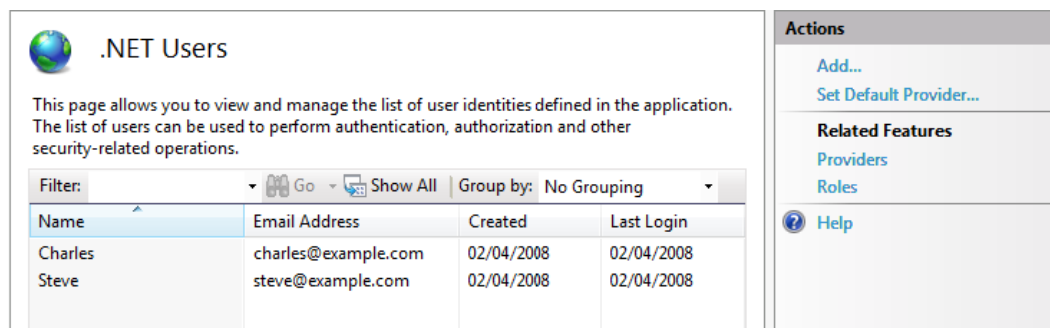 .NET Users
This page allows you to view and manage the list of user identities defined in the application.
The list of users can be used to perform authentication, authorization and other
security-related operations.
Filter: Go Show All Group by: No Grouping
Name Email Address Created Last Login
Charles charles@example.com 02/04/2008 02/04/2008
Steve steve@example.com 02/04/2008 02/04/2008
Actions
Add...
Set Default Provider...
Related Features
Providers
Roles
Help